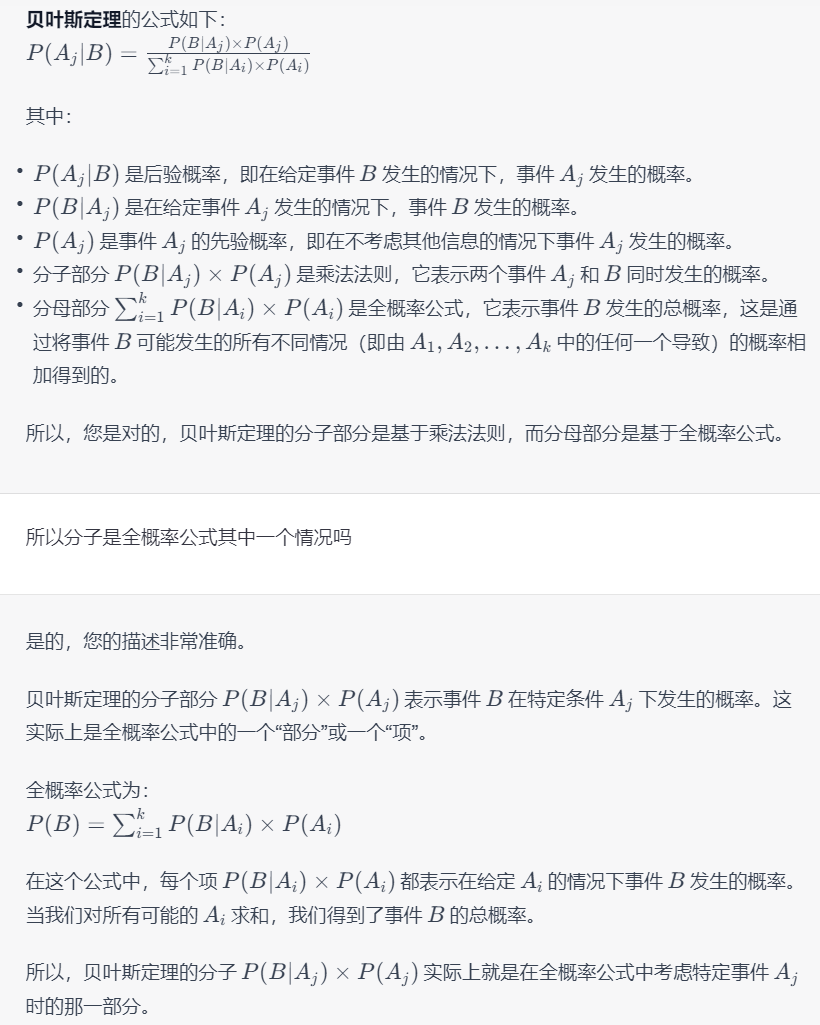 贝叶斯定理的公式如下：
P(A_j|B) = \frac{P(B|A_j)×P(A_j)}{\sum_{i=1}^{k} P(B|A_i)×P(A_i)}
其中：
• P(A_j|B) 是后验概率，即在给定事件 B 发生的情况下，事件 A_j 发生的概率。
• P(B|A_j) 是在给定事件 A_j 发生的情况下，事件 B 发生的概率。
• P(A_j) 是事件 A_j 的先验概率，即在不考虑其他信息的情况下事件 A_j 发生的概率。
• 分子部分 P(B|A_j) × P(A_j) 是乘法法则，它表示两个事件 A_j 和 B 同时发生的概率。
• 分母部分 \sum_{i=1}^{k} P(B|A_i) × P(A_i) 是全概率公式，它表示事件 B 发生的总概率，这是通
过将事件 B 可能发生的所有不同情况（即由 A_1, A_2, . . . , A_k 中的任何一个导致）的概率相
加得到的。
所以，您是对的，贝叶斯定理的分子部分是基于乘法法则，而分母部分是基于全概率公式。
所以分子是全概率公式其中一个情况吗
是的，您的描述非常准确。
贝叶斯定理的分子部分 P(B|A_j) × P(A_j) 表示事件 B 在特定条件 A_j 下发生的概率。这
实际上是全概率公式中的一个“部分”或一个“项”。
全概率公式为：
P(B) = \sum_{i=1}^{k} P(B|A_i) × P(A_i)
在这个公式中，每个项 P(B|A_i) × P(A_i) 都表示在给定 A_i 的情况下事件 B 发生的概率。
当我们对所有可能的 A_i 求和，我们得到了事件 B 的总概率。
所以，贝叶斯定理的分子 P(B|A_j) × P(A_j) 实际上就是在全概率公式中考虑特定事件 A_j
时的那一部分。